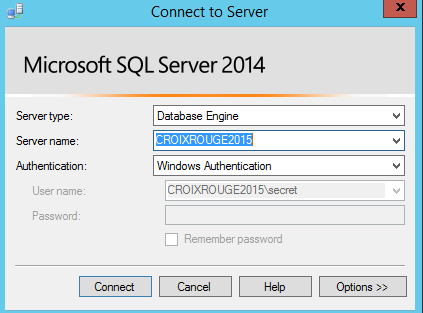 Connect to Server
Microsoft SQL Server 2014
Server type: Database Engine
Server name: CROIXROUGE2015
Authentication: Windows Authentication
User name: CROIXROUGE2015\secret
Password:
Remember password
Connect Cancel Help Options >>